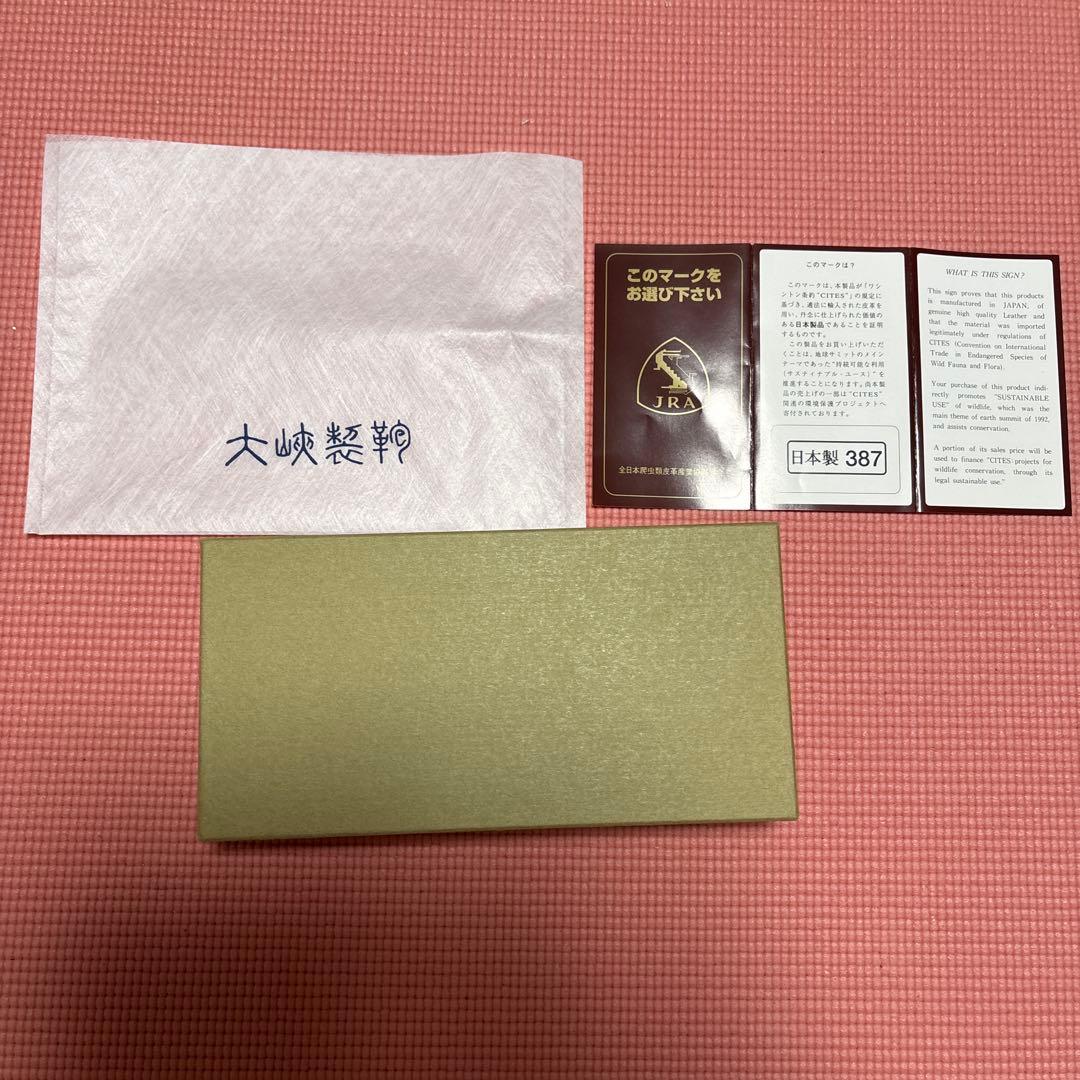 大峽製鞄
このマークを
お選び下さい
JRA
このマークは?
このマークは、本製品が「ワシ
ントン条約"CITES"」の規定に
基づき、適法に輸入された皮革を
用い、丹念に仕上げられた価値の
ある日本製品であることを証明
するものです。
この製品をお買い上げいただ
くことは、地球サミットのメイン
テーマであった"持続可能な利用
(サスティナブル・ユース)"を
推進することになります。尚本製
品の売上げの一部は"CITES"
関連の環境保護プロジェクトへ
寄付されております。
日本製 387
WHAT IS THIS SIGN?
This sign proves that this products
is manufactured in JAPAN, of
genuine high quality Leather and
that the material was imported
legitimately under regulations of
CITES (Convention on International
Trade in Endangered Species of
Wild Fauna and Flora).
Your purchase of this product indi-
rectly promotes "SUSTAINABLE
USE" of wildlife, which was the
main theme of earth summit of 1992,
and assists conservation.
A portion of its sales price will be
used to finance "CITES-projects for
wildlife conservation, through its
legal sustainable use."
全日本爬虫類皮革産業